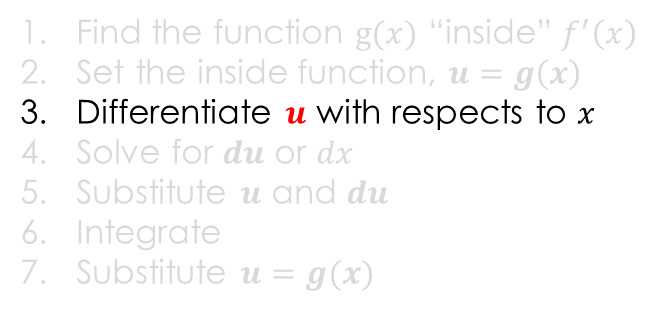 1. Find the function g(x) “inside” f′(x)
2. Set the inside function, u = g(x)
3. Differentiate u with respects to x
4. Solve for du or dx
5. Substitute u and du
6. Integrate
7. Substitute u = g(x)